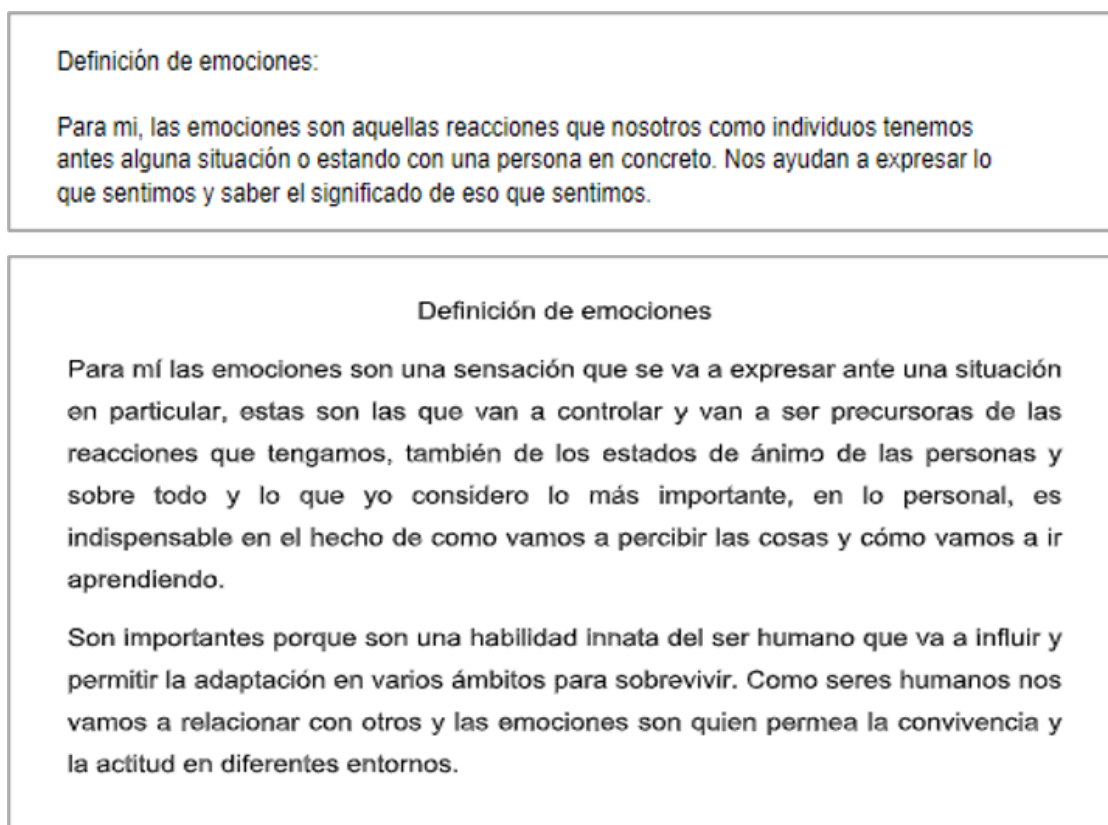 Definición de emociones:
Para mi, las emociones son aquellas reacciones que nosotros como individuos tenemos
antes alguna situación o estando con una persona en concreto. Nos ayudan a expresar lo
que sentimos y saber el significado de eso que sentimos.
Definición de emociones
Para mí las emociones son una sensación que se va a expresar ante una situación
en particular, estas son las que van a controlar y van a ser precursoras de las
reacciones que tengamos, también de los estados de ánimo de las personas y
sobre todo y lo que yo considero lo más importante, en lo personal, es
indispensable en el hecho de como vamos a percibir las cosas y cómo vamos a ir
aprendiendo.
Son importantes porque son una habilidad innata del ser humano que va a influir y
permitir la adaptación en varios ámbitos para sobrevivir. Como seres humanos nos
vamos a relacionar con otros y las emociones son quien permea la convivencia y
la actitud en diferentes entornos.